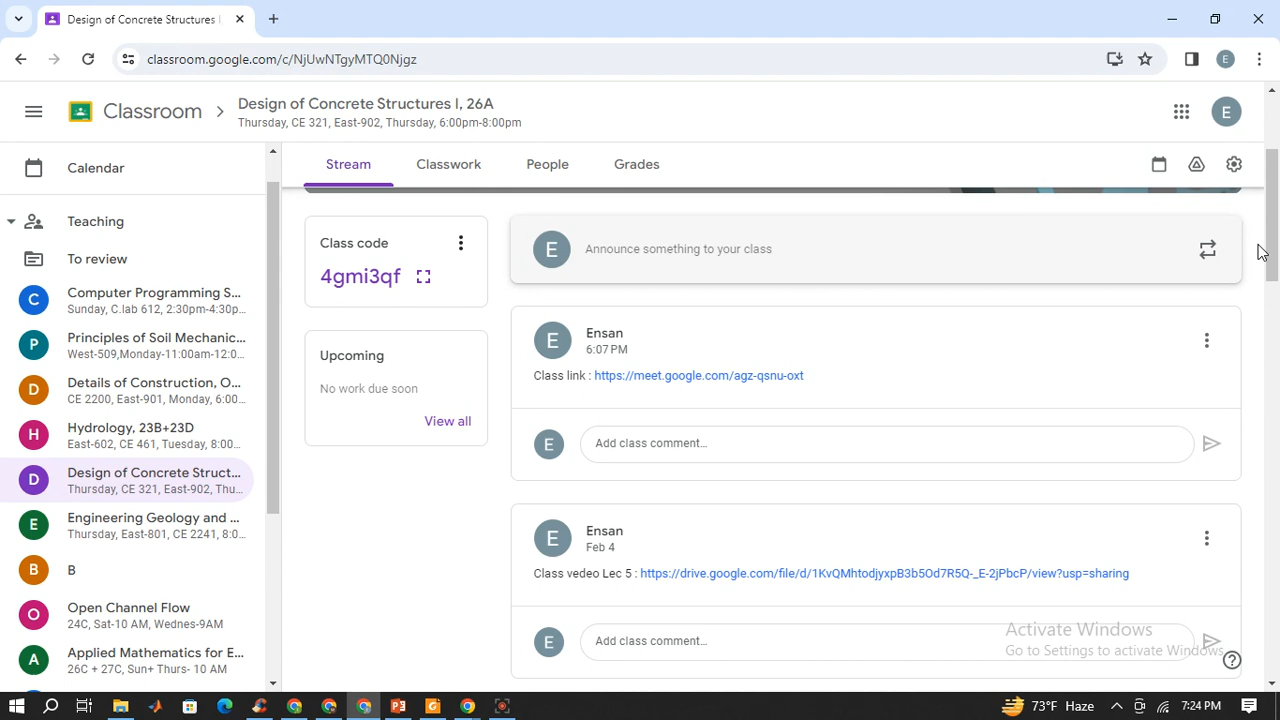 Design of Concrete Structures I
classroom.google.com/c/NjUwNTgyMTQ0Njgz
E
Classroom
Design of Concrete Structures I, 26A
Thursday, CE 321, East-902, Thursday, 6:00pm-8:00pm
E
Calendar
Teaching
To review
C
Computer Programming S...
Sunday, C.lab 612, 2:30pm-4:30p...
P
Principles of Soil Mechanic...
West-509,Monday-11:00am-12:0...
D
Details of Construction, O...
CE 2200, East-901, Monday, 6:00...
H
Hydrology, 23B+23D
East-602, CE 461, Tuesday, 8:00...
D
Design of Concrete Struct...
Thursday, CE 321, East-902, Thu...
E
Engineering Geology and ...
Thursday, East-801, CE 2241, 8:0...
B
B
O
Open Channel Flow
24C, Sat-10 AM, Wednes-9AM
A
Applied Mathematics for E...
26C + 27C, Sun+ Thurs- 10 AM
Stream
Classwork
People
Grades
Class code
4gmi3qf
Upcoming
No work due soon
View all
E
Announce something to your class
E
Ensan
6:07 PM
Class link : https://meet.google.com/agz-qsnu-oxt
E
Add class comment...
E
Ensan
Feb 4
Class vedeo Lec 5 : https://drive.google.com/file/d/1KvQMhtodjyxpB3b5Od7R5Q-_E-2jPbcP/view?usp=sharing
E
Add class comment...
Activate Windows
Go to Settings to activate Windows.
73°F Haze
7:24 PM